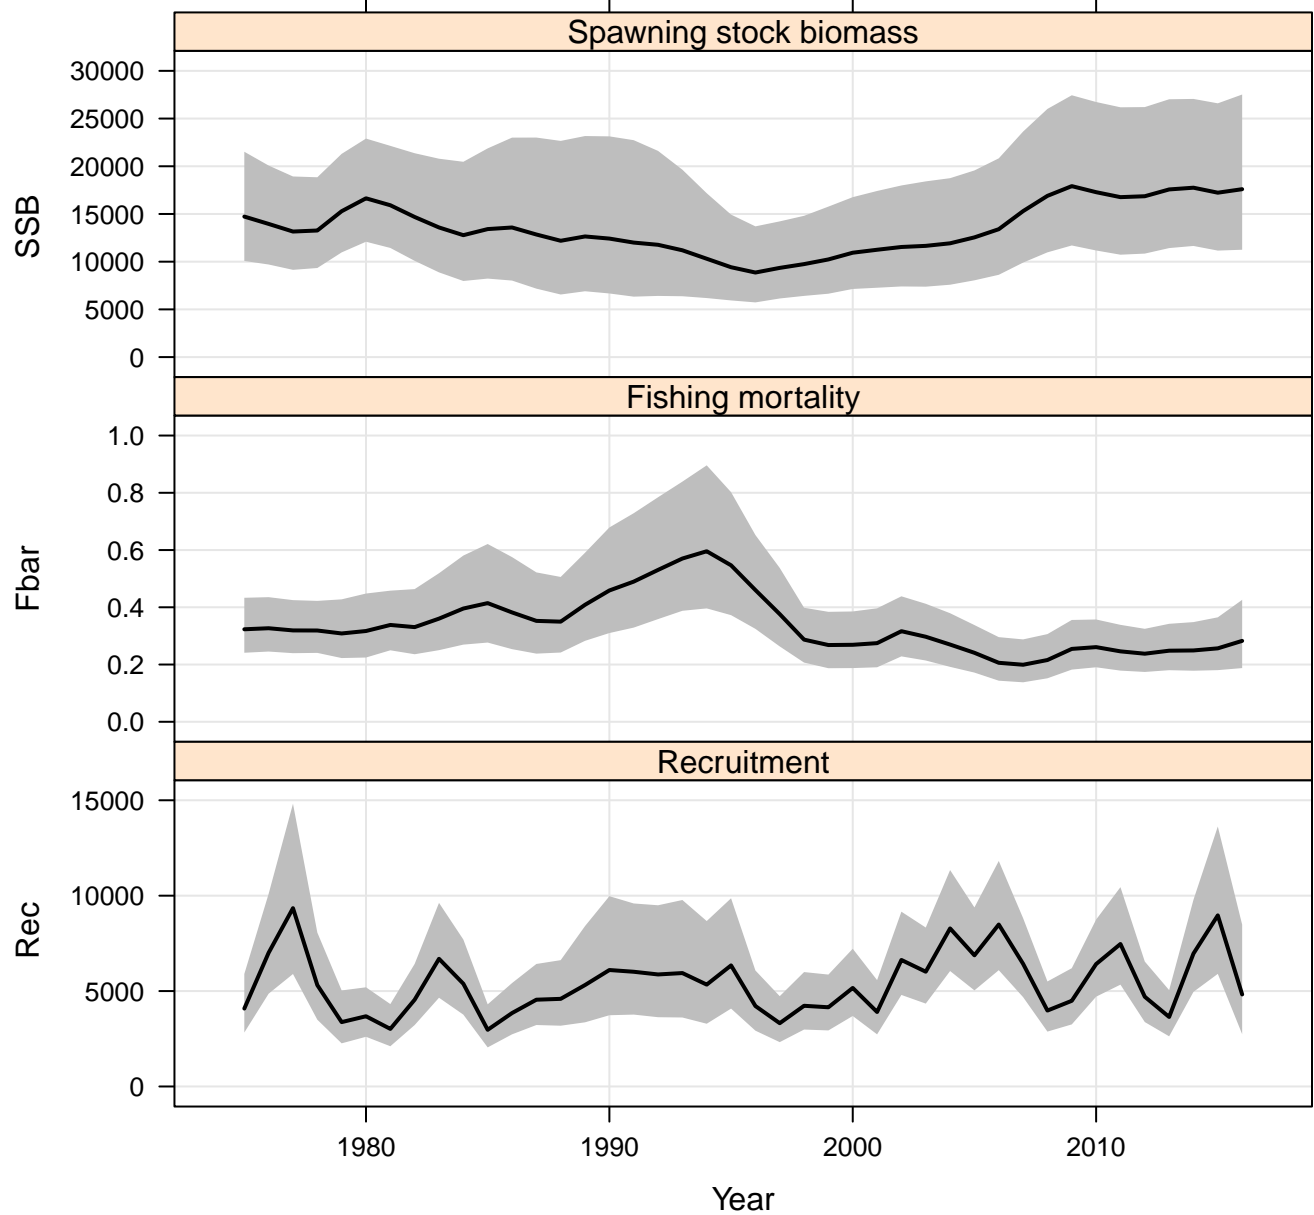 Spawning stock biomass
30000
25000
20000
15000
10000
5000
0
SSB
Fishing mortality
1.0
0.8
0.6
0.4
0.2
0.0
Fbar
Recruitment
15000
10000
5000
0
Rec
1980 1990 2000 2010
Year